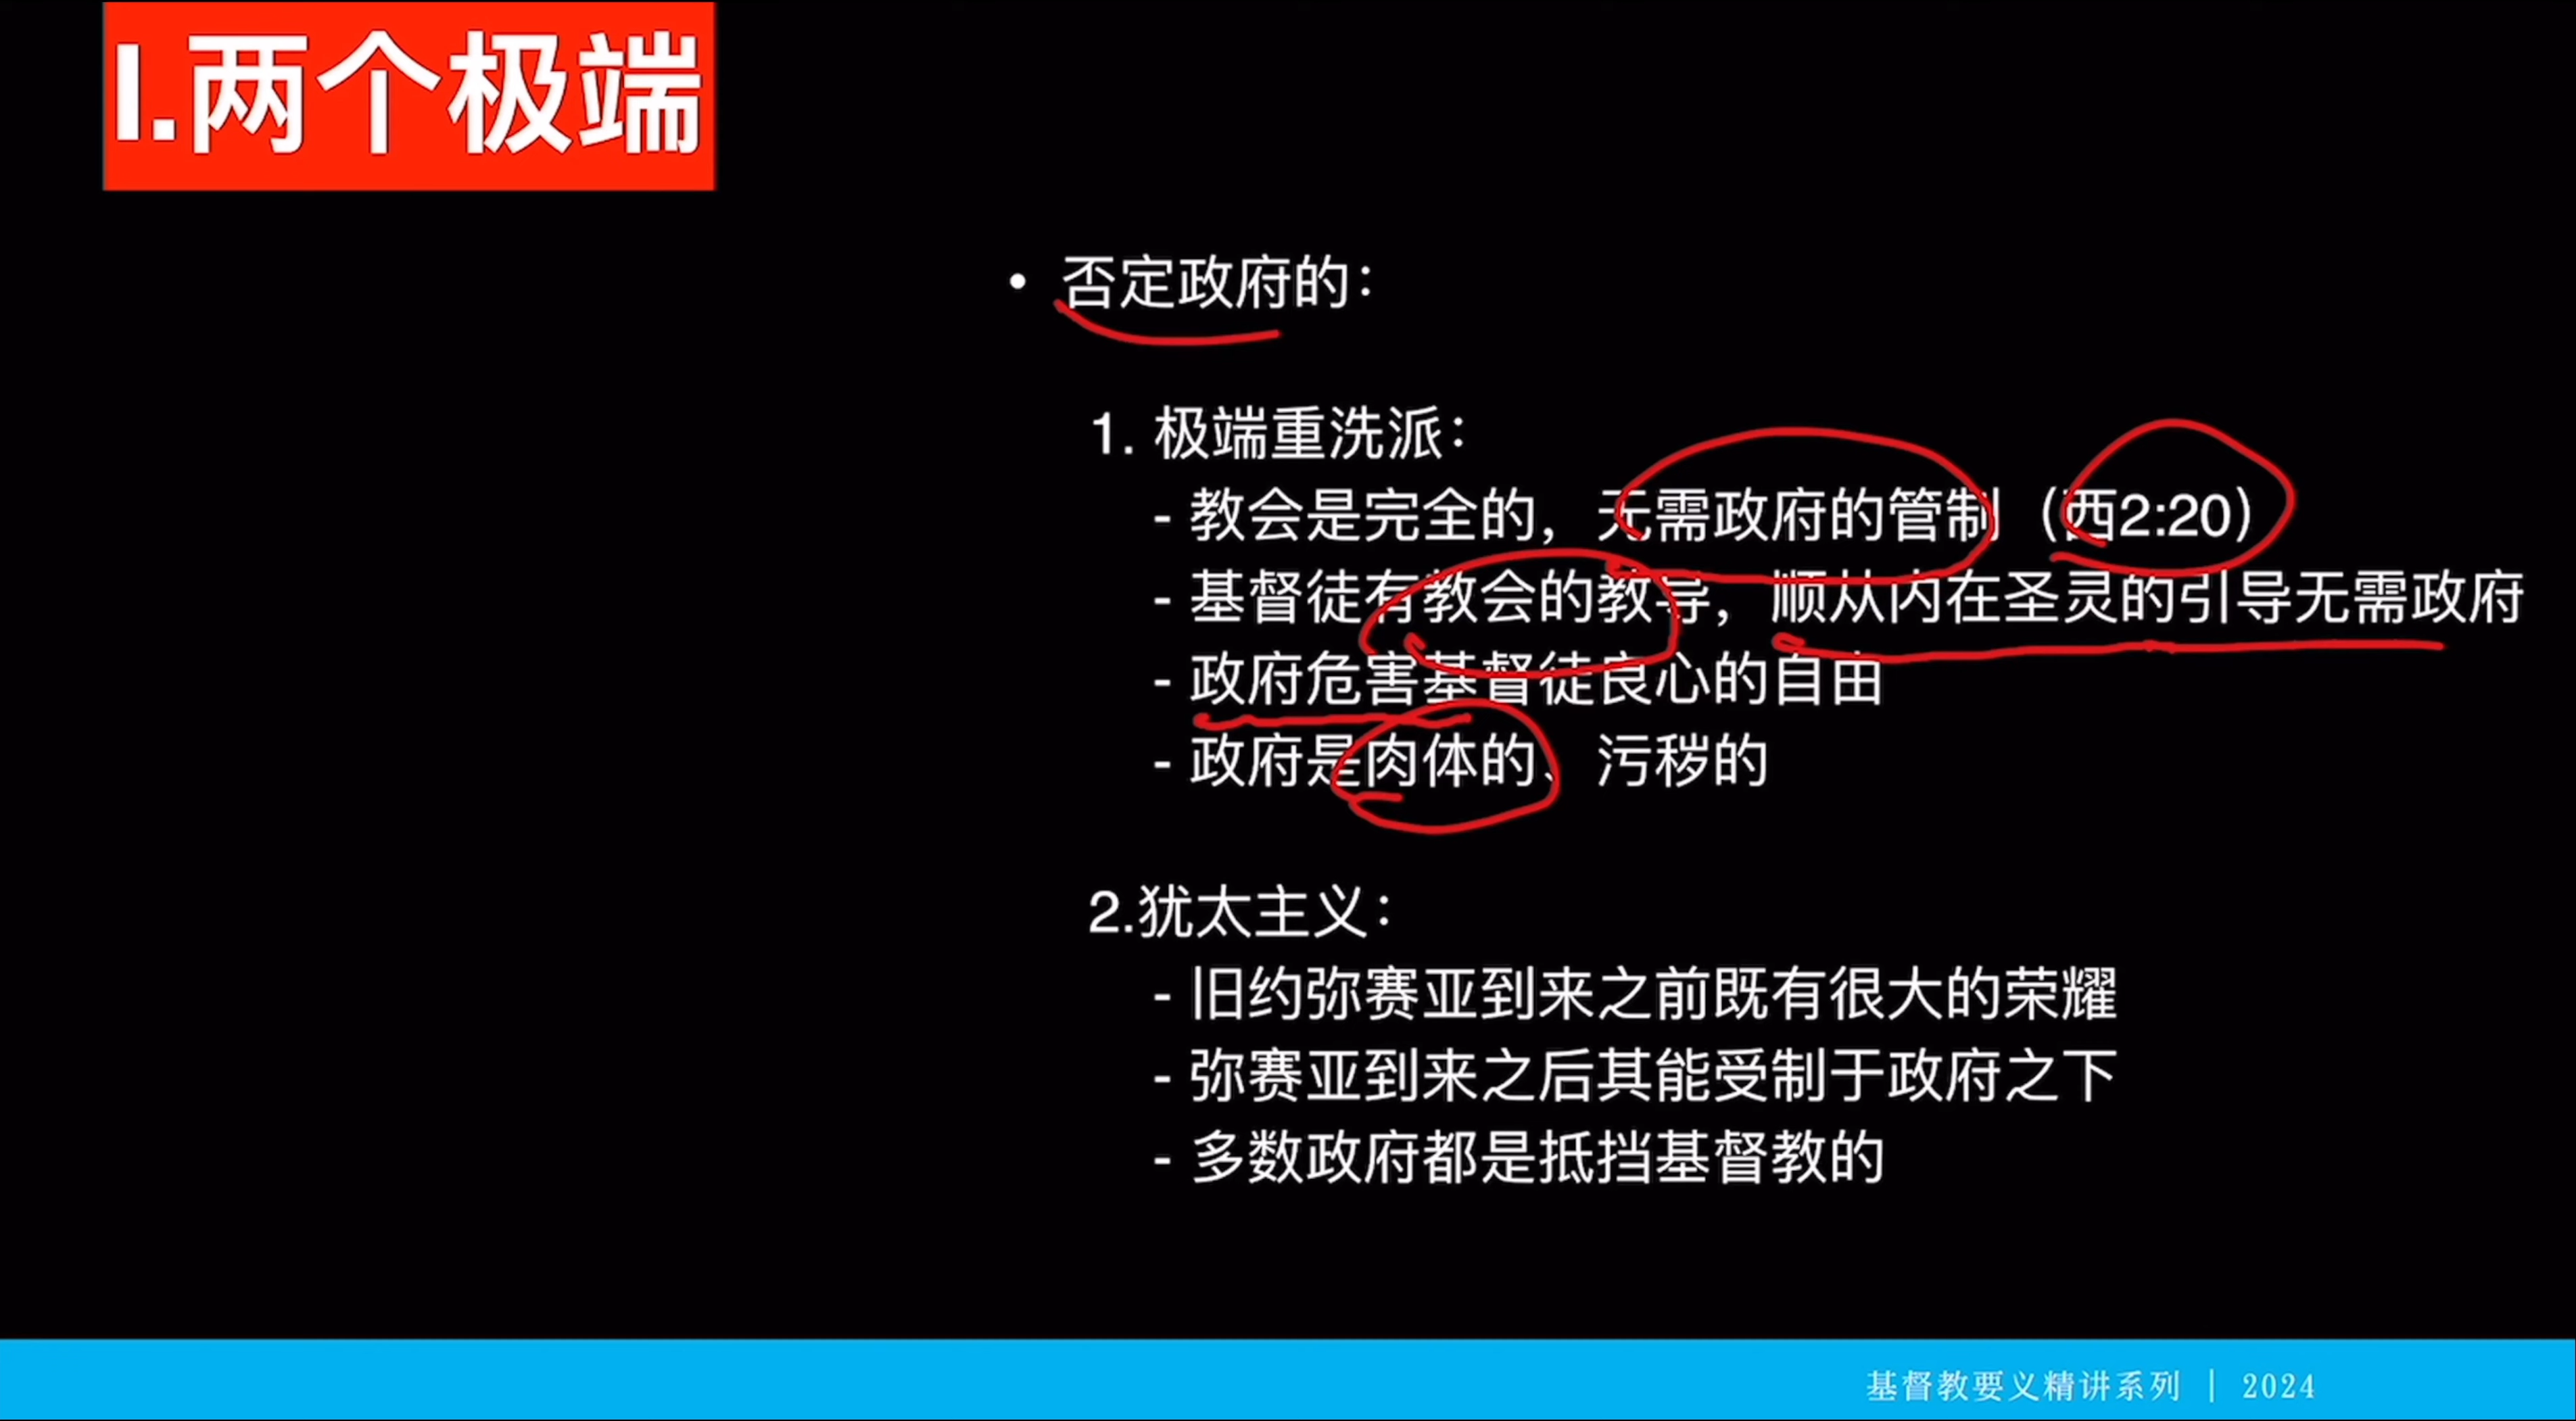 I.两个极端
• 否定政府的：
1. 极端重洗派：
- 教会是完全的，无需政府的管制（西2:20）
- 基督徒有教会的教导，顺从内在圣灵的引导无需政府
- 政府危害基督徒良心的自由
- 政府是肉体的、污秽的
2.犹太主义：
- 旧约弥赛亚到来之前既有很大的荣耀
- 弥赛亚到来之后其能受制于政府之下
- 多数政府都是抵挡基督教的
基督教要义精讲系列 | 2024